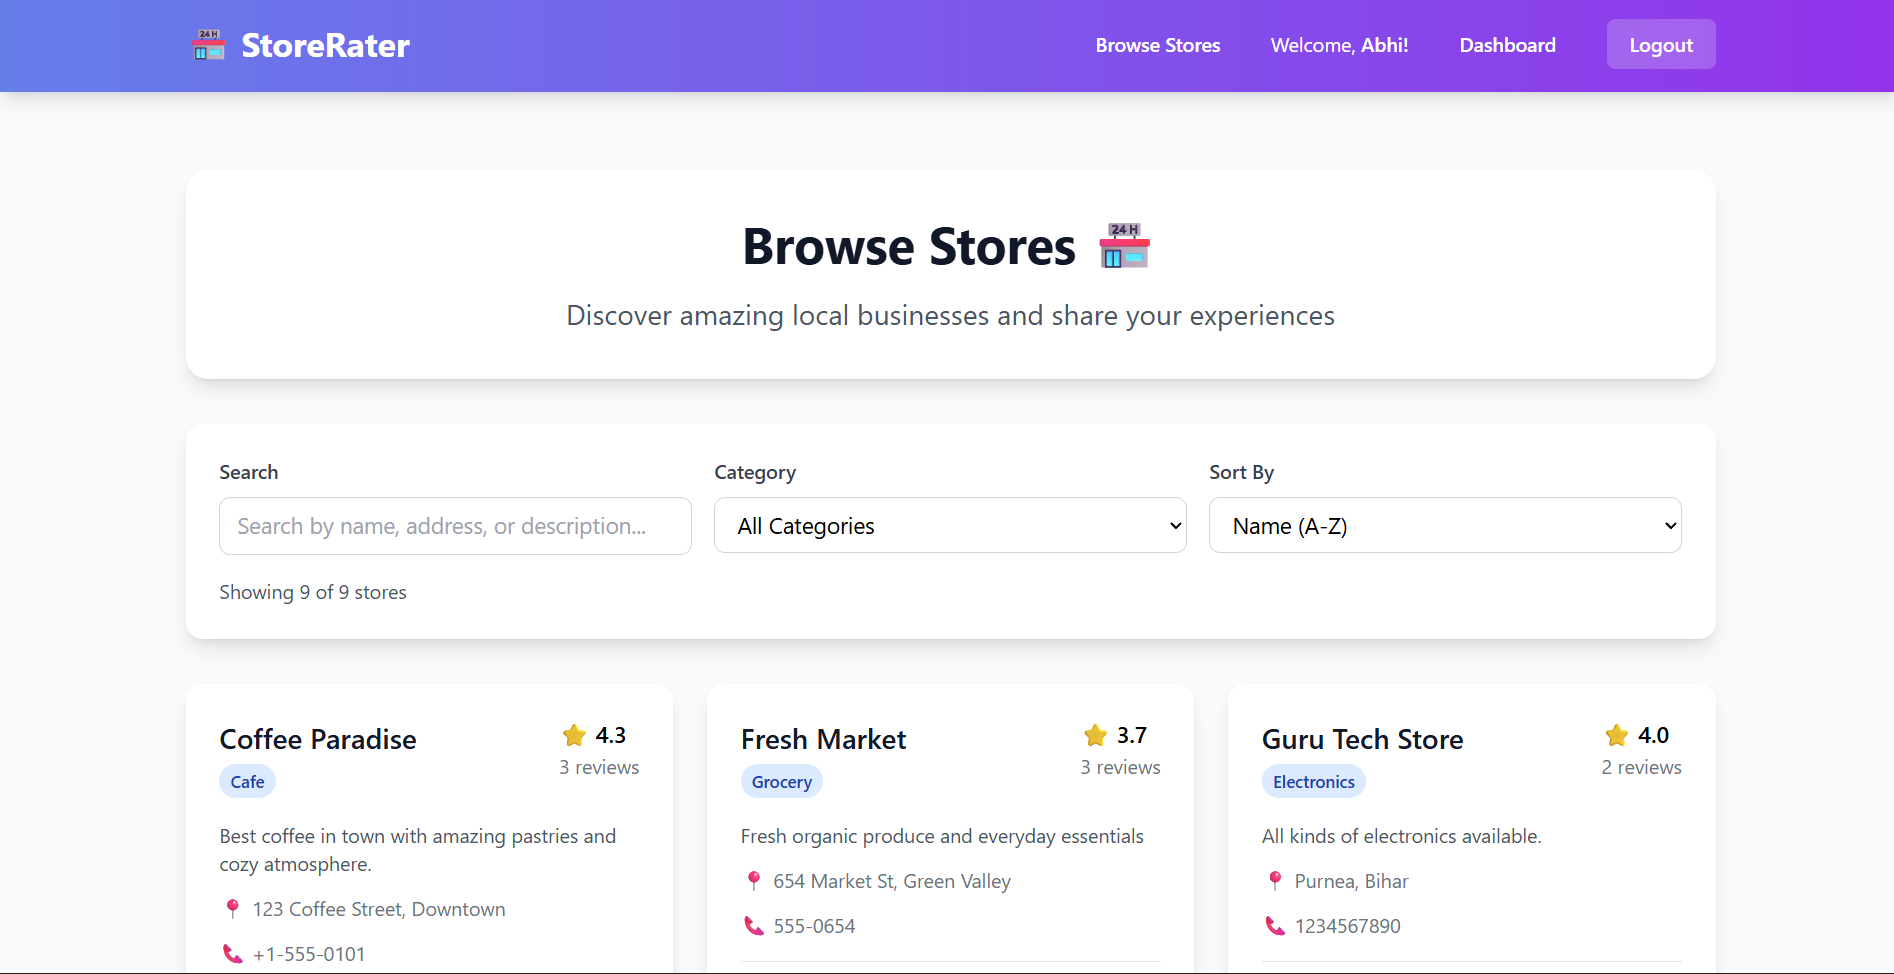 24 H StoreRater
Browse Stores
Welcome, Abhi!
Dashboard
Logout
Browse Stores 24 H
Discover amazing local businesses and share your experiences
Search
Search by name, address, or description...
Category
All Categories
Sort By
Name (A-Z)
Showing 9 of 9 stores
Coffee Paradise
4.3
3 reviews
Cafe
Best coffee in town with amazing pastries and
cozy atmosphere.
123 Coffee Street, Downtown
+1-555-0101
Fresh Market
3.7
3 reviews
Grocery
Fresh organic produce and everyday essentials
654 Market St, Green Valley
555-0654
Guru Tech Store
4.0
2 reviews
Electronics
All kinds of electronics available.
Purnea, Bihar
1234567890